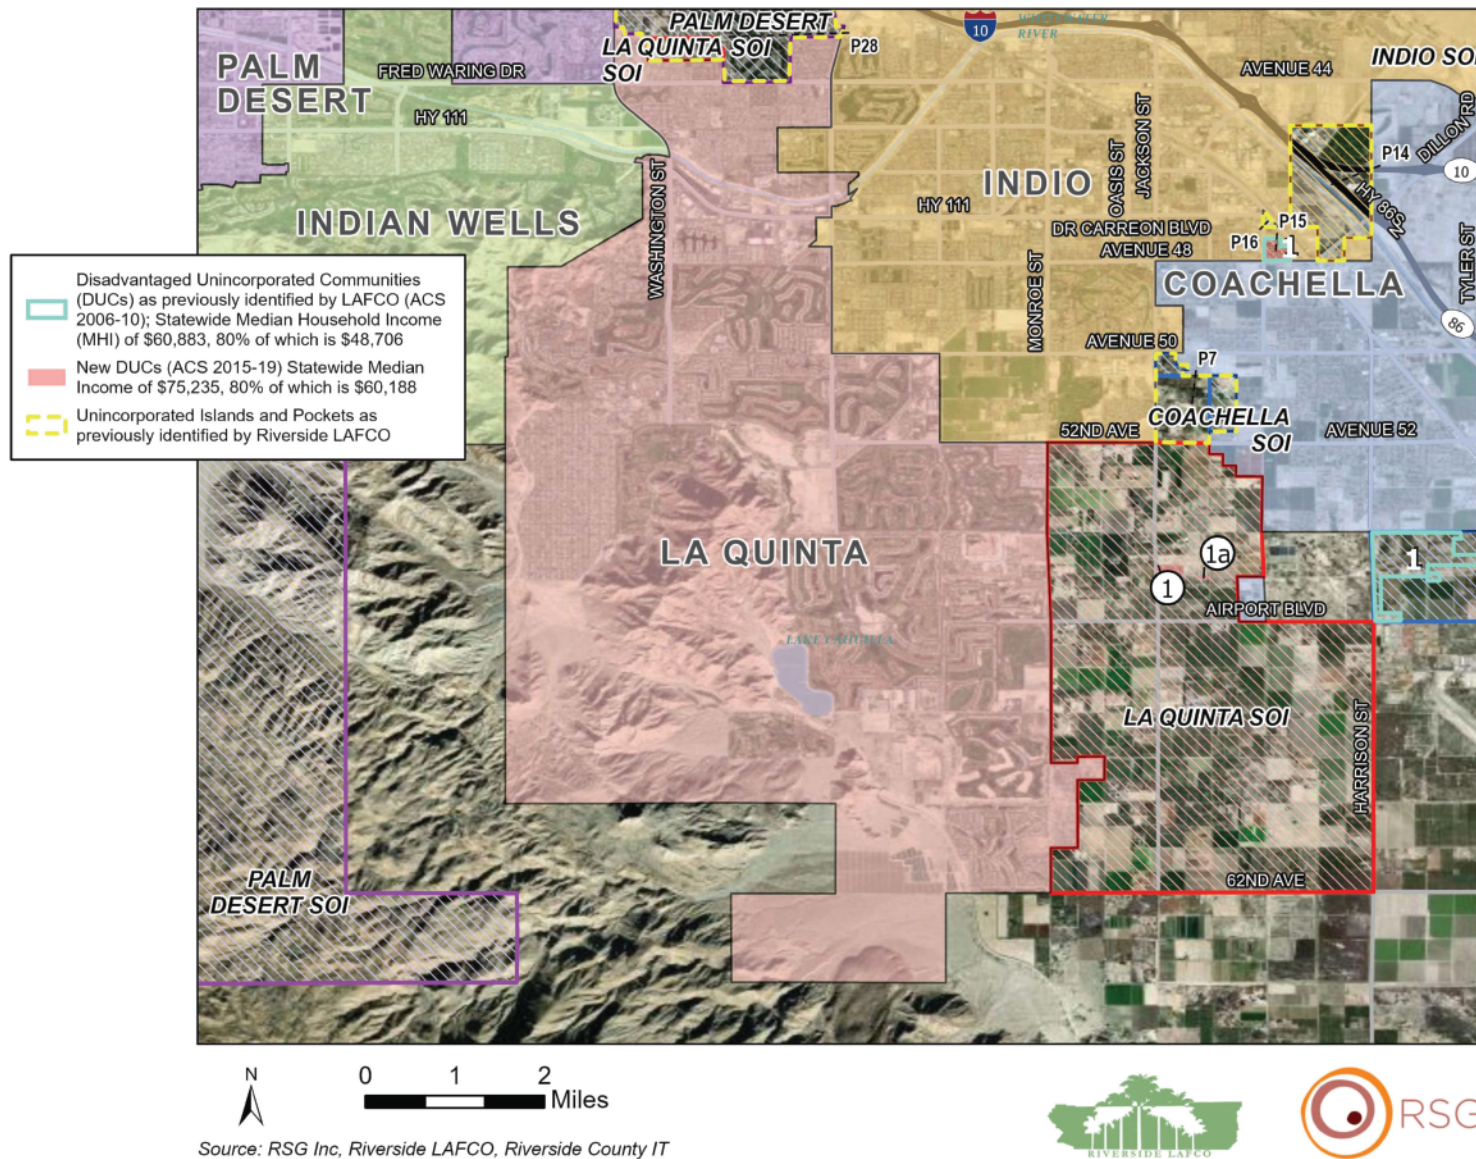 PALM DESERT
LA QUINTA SOI
SOI
P28
10
WHITEWATER
RIVER
INDIO SOI
PALM
DESERT
FRED WARING DR
AVENUE 44
HY 111
DILLON RD
P14
10
INDIO
OASIS ST
JACKSON ST
HY 86S
INDIAN WELLS
WASHINGTON ST
HY 111
DR CARREON BLVD
P15
P16
1
AVENUE 48
TYLER ST
COACHELLA
MONROE ST
86
Disadvantaged Unincorporated Communities
(DUCs) as previously identified by LAFCO (ACS
2006-10); Statewide Median Household Income
(MHI) of $60,883, 80% of which is $48,706
New DUCs (ACS 2015-19) Statewide Median
Income of $75,235, 80% of which is $60,188
Unincorporated Islands and Pockets as
previously identified by Riverside LAFCO
AVENUE 50
P7
COACHELLA
SOI
52ND AVE
AVENUE 52
LA QUINTA
1a
1
1
AIRPORT BLVD
LAKE CAHUILLA
LA QUINTA SOI
HARRISON ST
PALM
DESERT SOI
62ND AVE
N
0 1 2
Miles
Source: RSG Inc, Riverside LAFCO, Riverside County IT
RIVERSIDE LAFCO
RSG